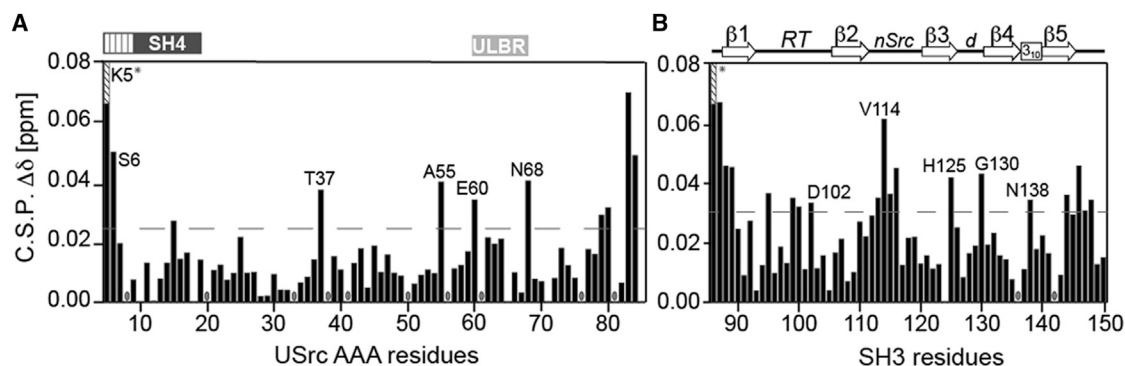 A
SH4
ULBR
0.08
0.06
0.04
0.02
0.00
C.S.P. Δδ [ppm]
K5*
S6
T37
A55
E60
N68
10 20 30 40 50 60 70 80
USrc AAA residues
B
β1 RT β2 nSrc β3 d β4 3₁₀ β5
0.08
0.06
0.04
0.02
0.00
*
V114
D102
H125
G130
N138
90 100 110 120 130 140 150
SH3 residues